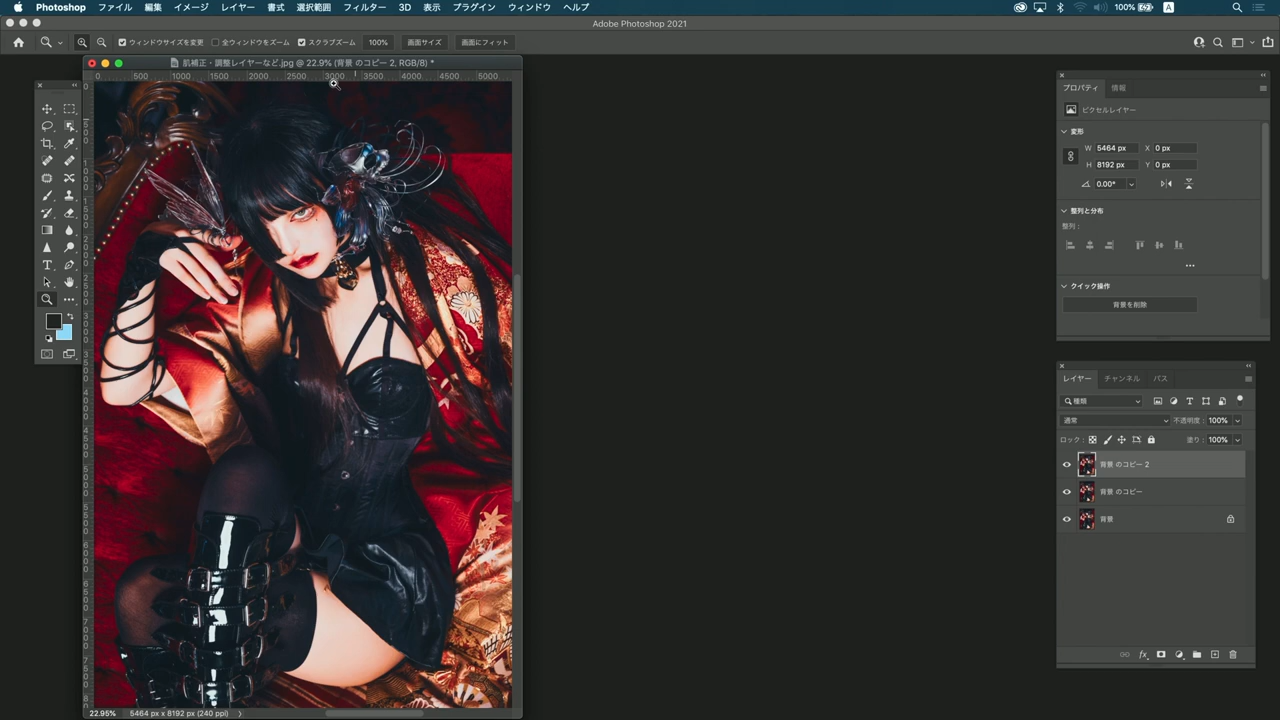 Photoshop ファイル 編集 イメージ レイヤー 書式 選択範囲 フィルター 3D 表示 プラグイン ウィンドウ ヘルプ 100% A
Adobe Photoshop 2021
ウィンドウサイズを変更 全ウィンドウをズーム スクラブズーム 100% 画面サイズ 画面にフィット
肌補正・調整レイヤーなど.jpg @ 22.9% (背景 のコピー 2, RGB/8) *
0 500 1000 1500 2000 2500 3000 3500 4000 4500 5000
プロパティ 情報
ピクセルレイヤー
変形
W 5464 px X 0 px
H 8192 px Y 0 px
0.00°
整列と分布
整列 :
クイック操作
背景を削除
レイヤー チャンネル パス
種類
通常 不透明度 : 100%
ロック : 塗り : 100%
背景 のコピー 2
背景 のコピー
背景
22.95% 5464 px x 8192 px (240 ppi)